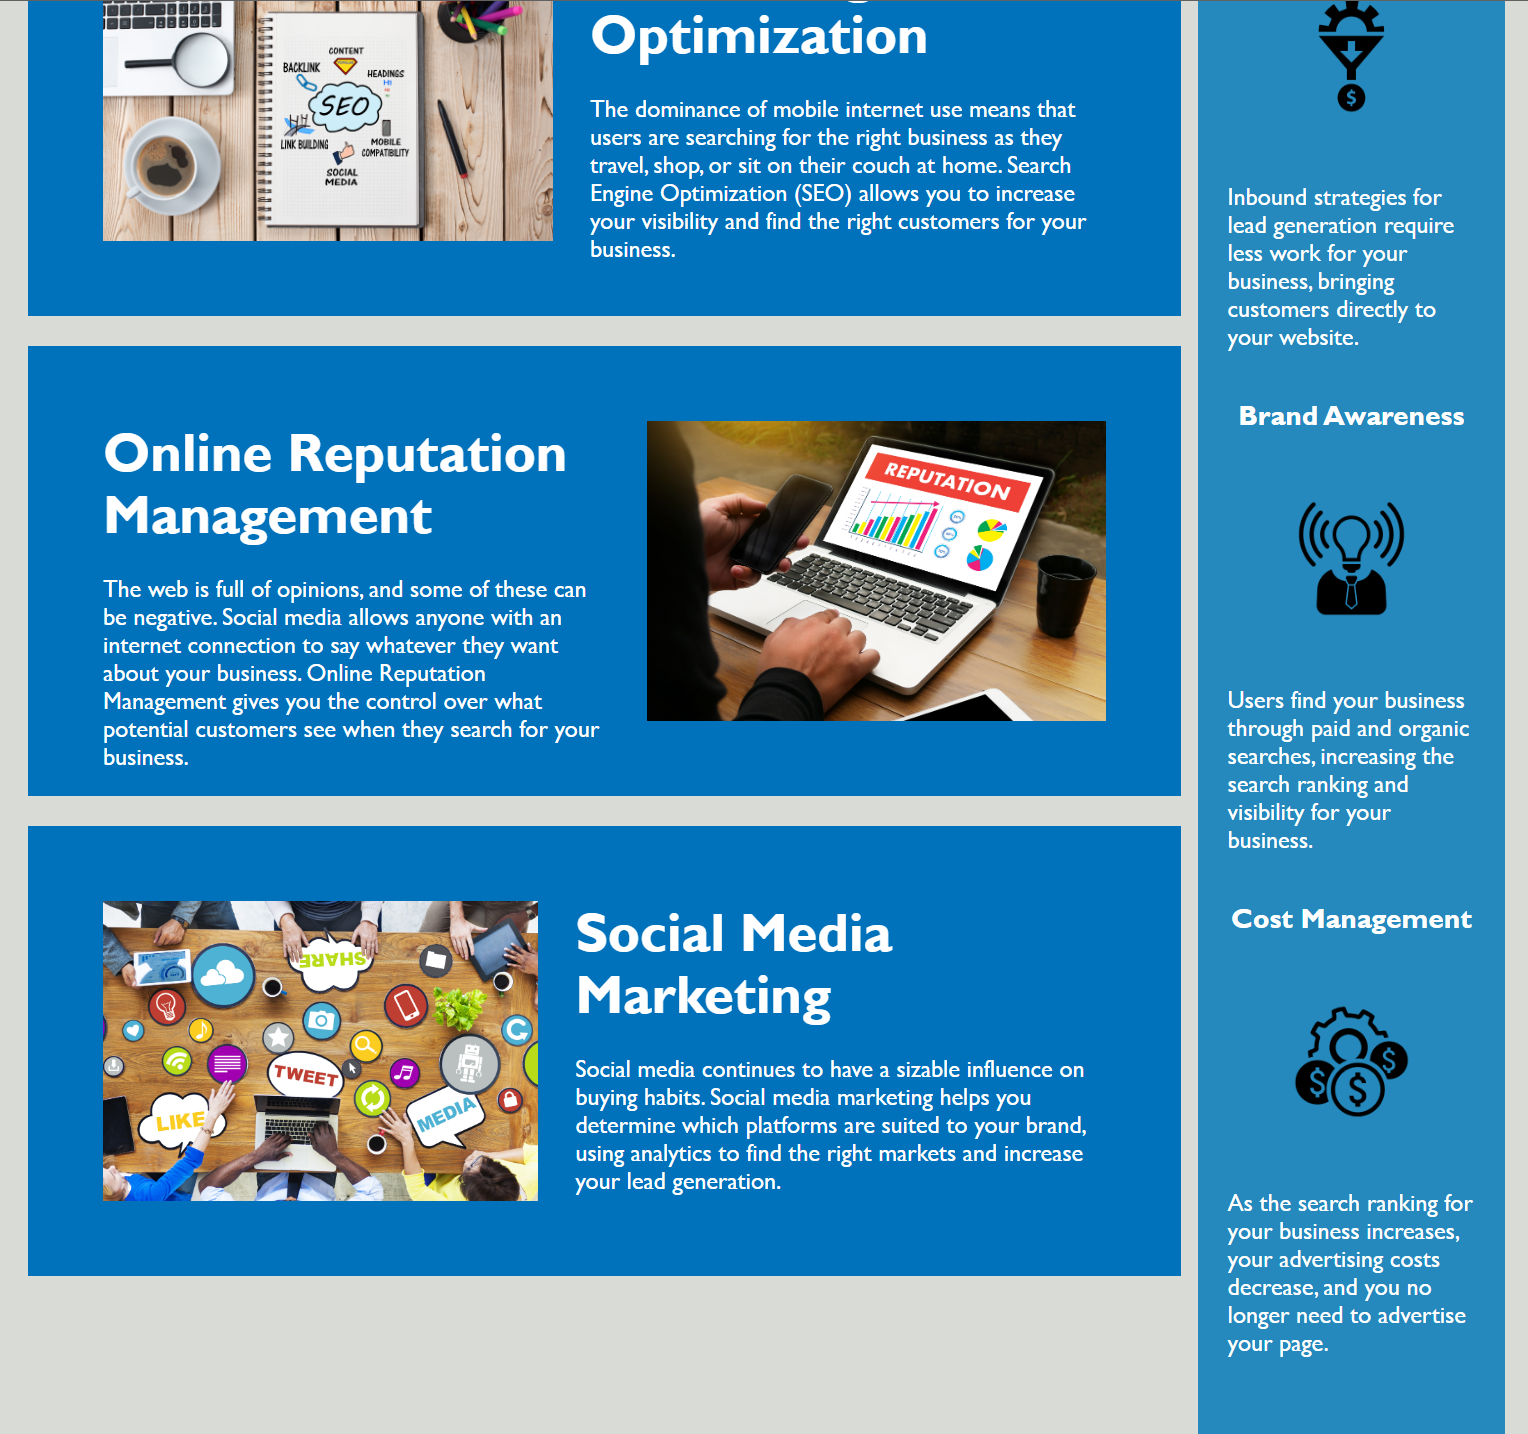 Optimization
CONTENT
BACKLINK
HEADINGS
H1
SEO
LINK BUILDING
MOBILE
COMPATIBILITY
SOCIAL
MEDIA
The dominance of mobile internet use means that
users are searching for the right business as they
travel, shop, or sit on their couch at home. Search
Engine Optimization (SEO) allows you to increase
your visibility and find the right customers for your
business.
Online Reputation
Management
The web is full of opinions, and some of these can
be negative. Social media allows anyone with an
internet connection to say whatever they want
about your business. Online Reputation
Management gives you the control over what
potential customers see when they search for your
business.
REPUTATION
SHARE
TWEET
LIKE
MEDIA
Social Media
Marketing
Social media continues to have a sizable influence on
buying habits. Social media marketing helps you
determine which platforms are suited to your brand,
using analytics to find the right markets and increase
your lead generation.
$
Inbound strategies for
lead generation require
less work for your
business, bringing
customers directly to
your website.
Brand Awareness
Users find your business
through paid and organic
searches, increasing the
search ranking and
visibility for your
business.
Cost Management
$ $ $
As the search ranking for
your business increases,
your advertising costs
decrease, and you no
longer need to advertise
your page.